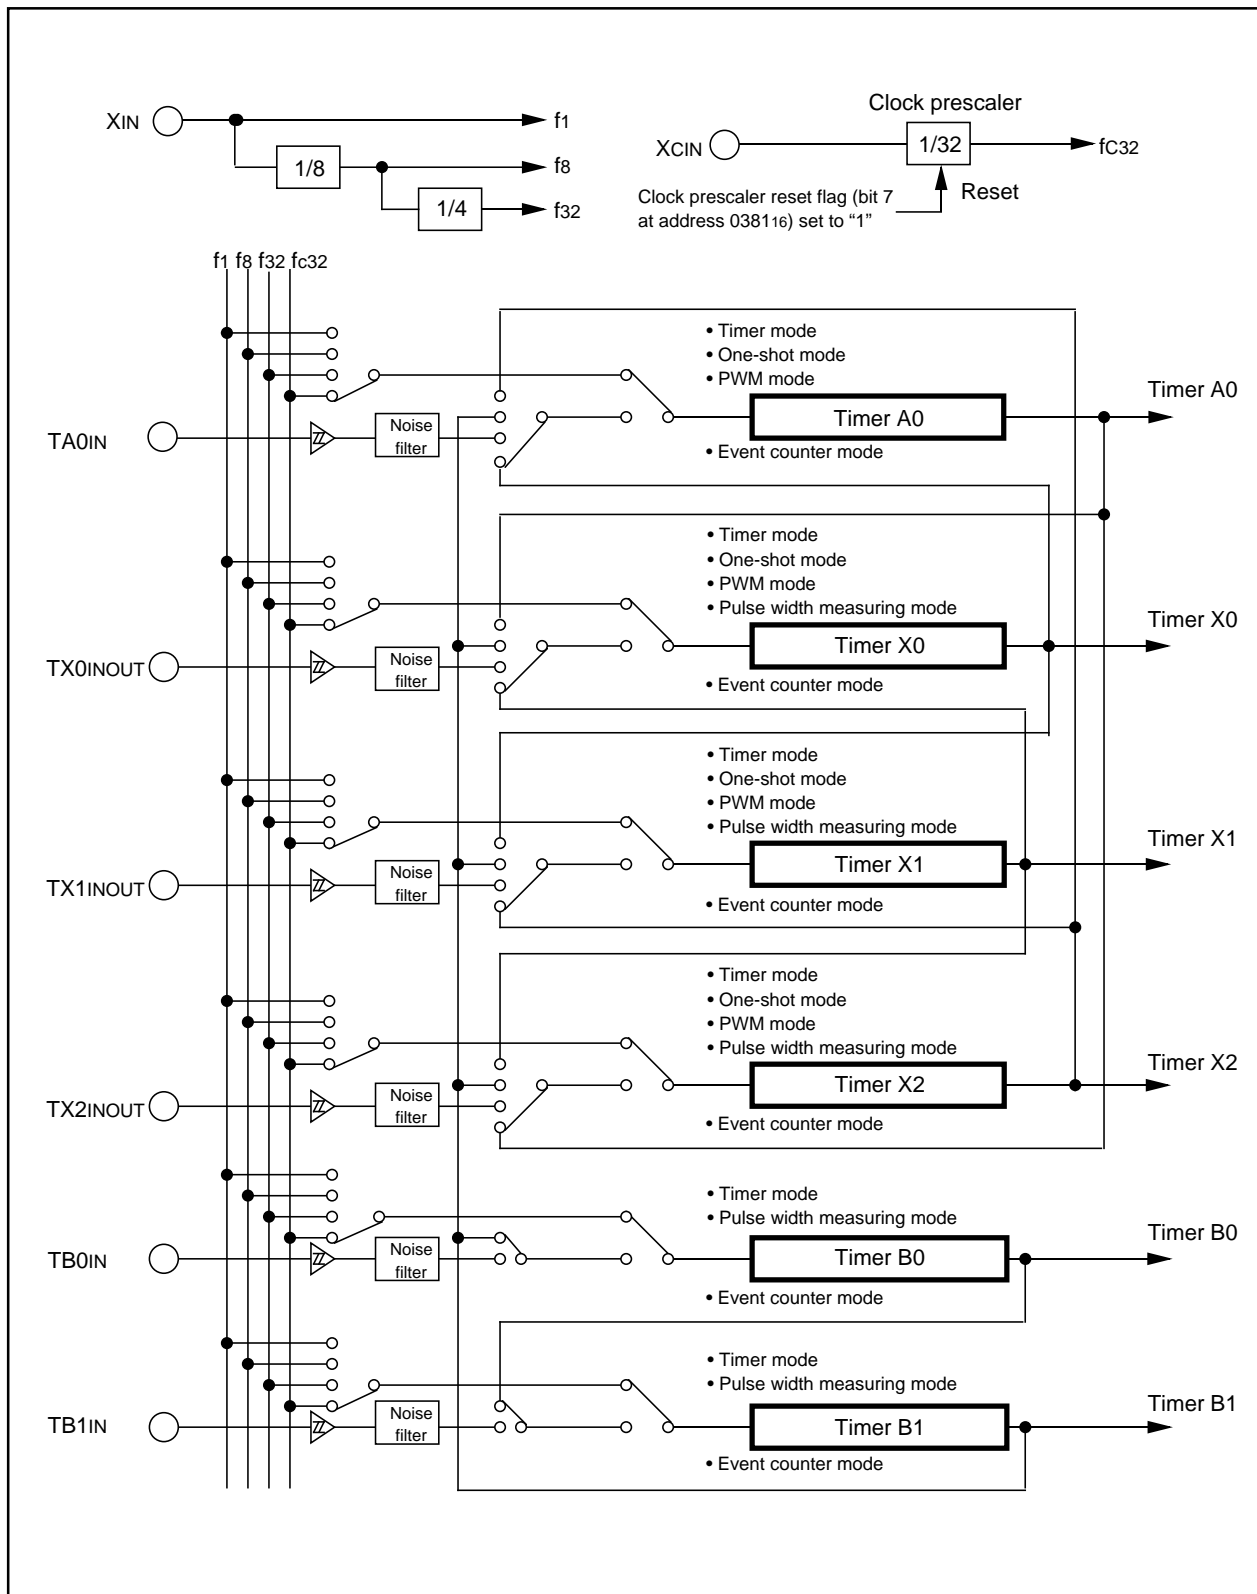 XIN
f1
1/8
f8
1/4
f32
Clock prescaler
XCIN
1/32
fC32
Clock prescaler reset flag (bit 7
at address 038116) set to “1”
Reset
f1 f8 f32 fc32
• Timer mode
• One-shot mode
• PWM mode
Timer A0
Timer A0
TA0IN
Noise
filter
• Event counter mode
• Timer mode
• One-shot mode
• PWM mode
• Pulse width measuring mode
Timer X0
Timer X0
TX0INOUT
Noise
filter
• Event counter mode
• Timer mode
• One-shot mode
• PWM mode
• Pulse width measuring mode
Timer X1
Timer X1
TX1INOUT
Noise
filter
• Event counter mode
• Timer mode
• One-shot mode
• PWM mode
• Pulse width measuring mode
Timer X2
Timer X2
TX2INOUT
Noise
filter
• Event counter mode
• Timer mode
• Pulse width measuring mode
Timer B0
Timer B0
TB0IN
Noise
filter
• Event counter mode
• Timer mode
• Pulse width measuring mode
Timer B1
Timer B1
TB1IN
Noise
filter
• Event counter mode